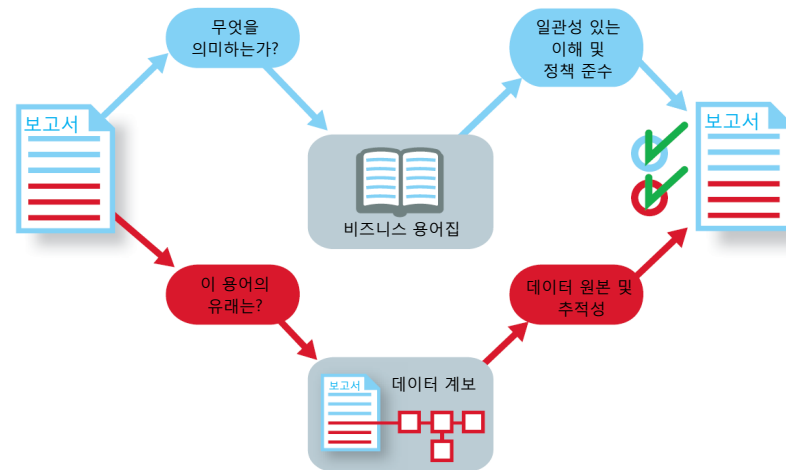 무엇을
의미하는가?
일관성 있는
이해 및
정책 준수
보고서
보고서
비즈니스 용어집
이 용어의
유래는?
데이터 원본 및
추적성
보고서
데이터 계보